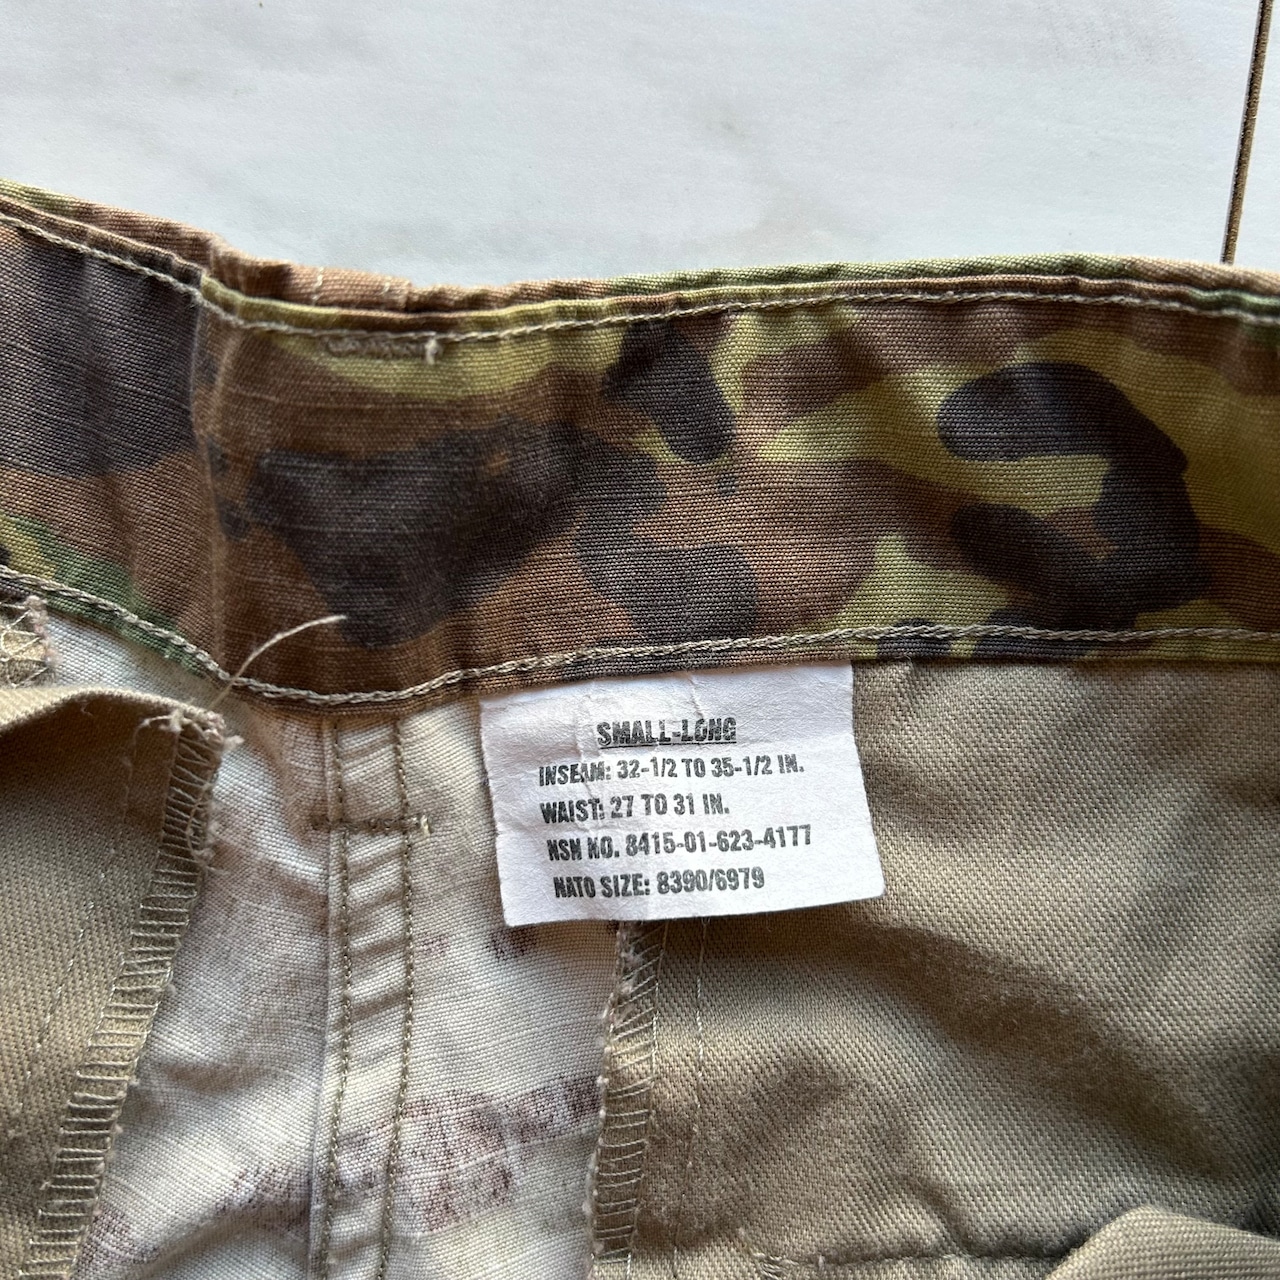 SMALL-LONG
INSEAM: 32-1/2 TO 35-1/2 IN.
WAIST: 27 TO 31 IN.
NSN NO. 8415-01-623-4177
NATO SIZE: 8390/6979